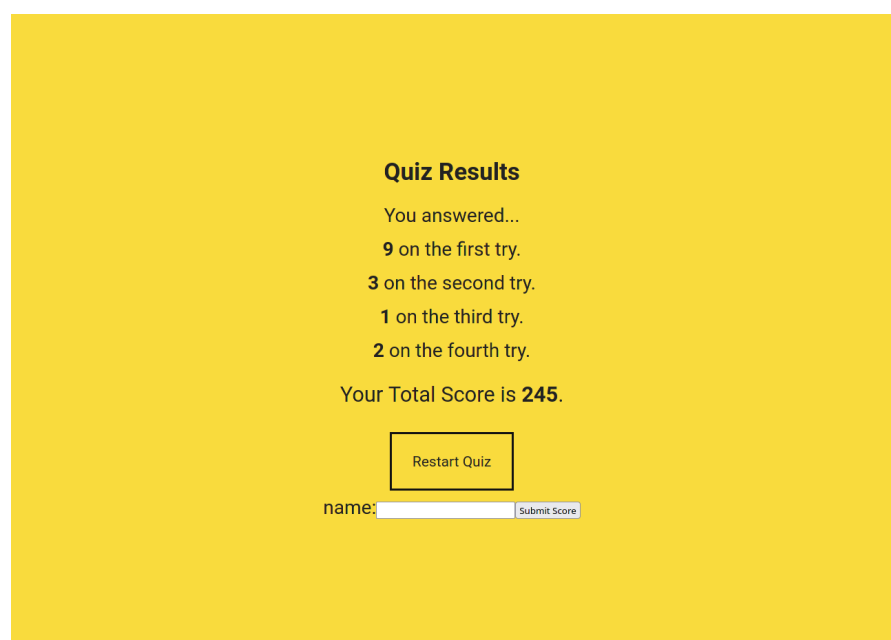 Quiz Results
You answered...
9 on the first try.
3 on the second try.
1 on the third try.
2 on the fourth try.
Your Total Score is 245.
Restart Quiz
name: Submit Score